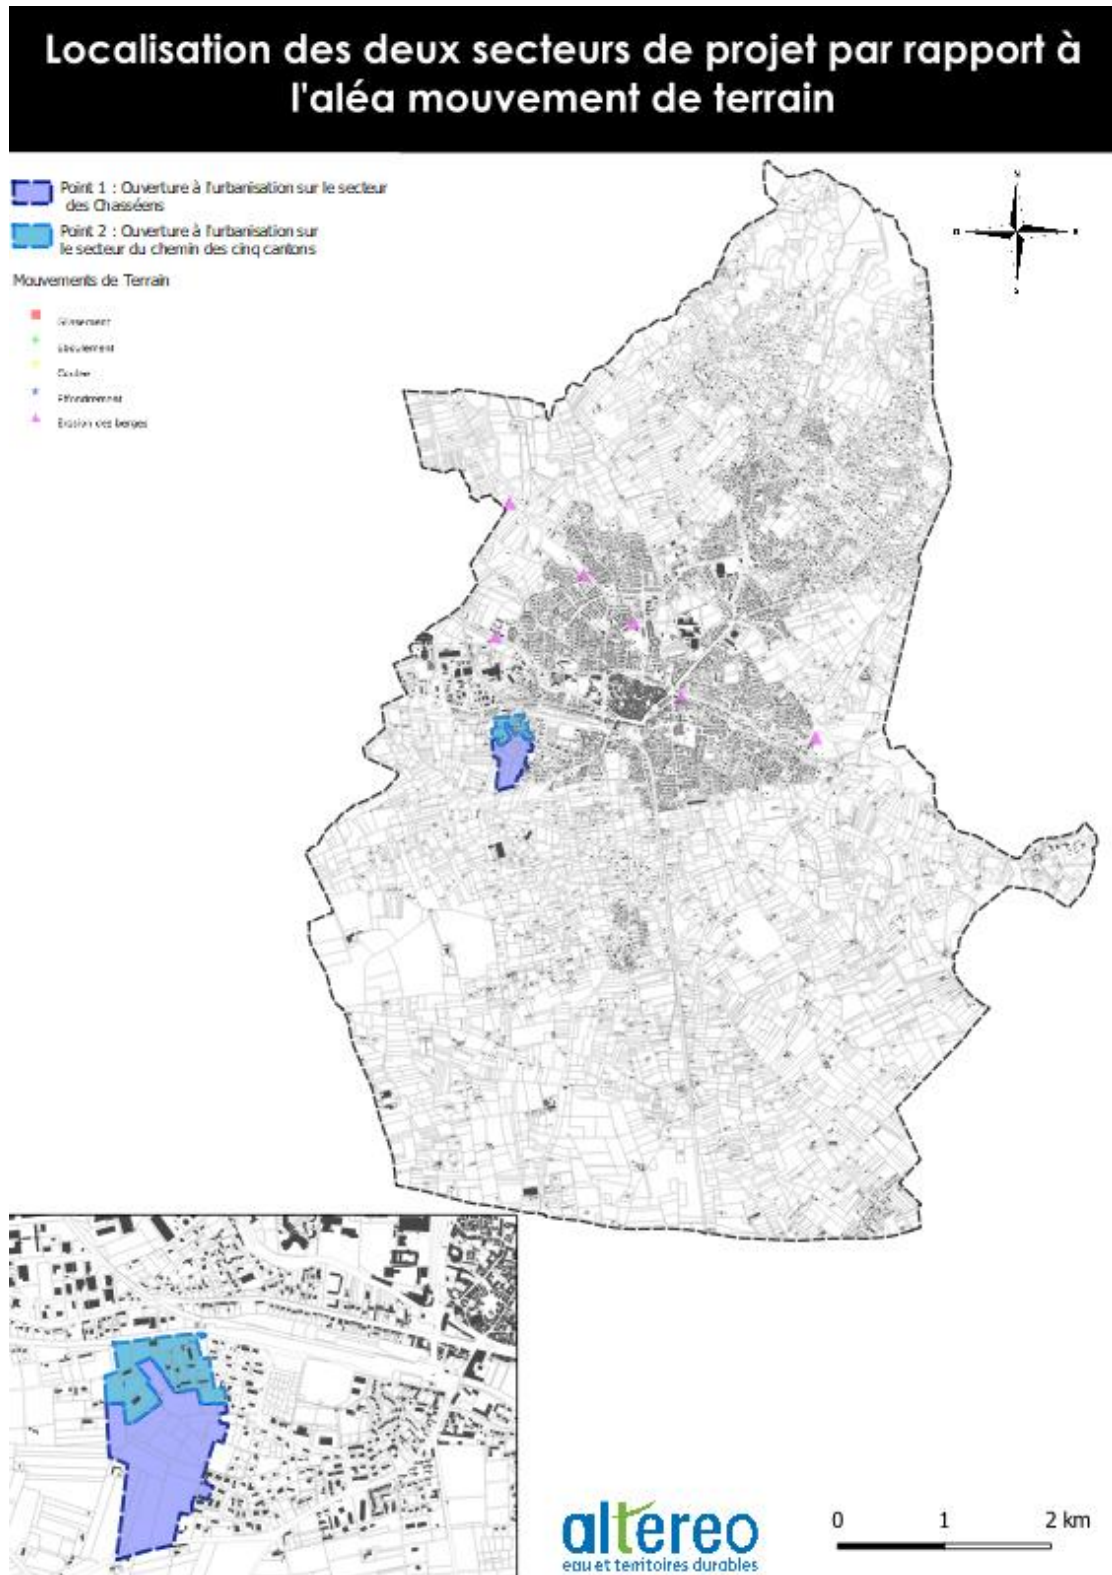 Localisation des deux secteurs de projet par rapport à
l'aléa mouvement de terrain
Point 1 : Ouverture à l'urbanisation sur le secteur
des Chasséens
Point 2 : Ouverture à l'urbanisation sur
le secteur du chemin des cinq cantons
Mouvements de Terrain
Glissement
Eboulement
Coulée
Effondrement
Erosion des berges
altereo
eau et territoires durables
0 1 2 km